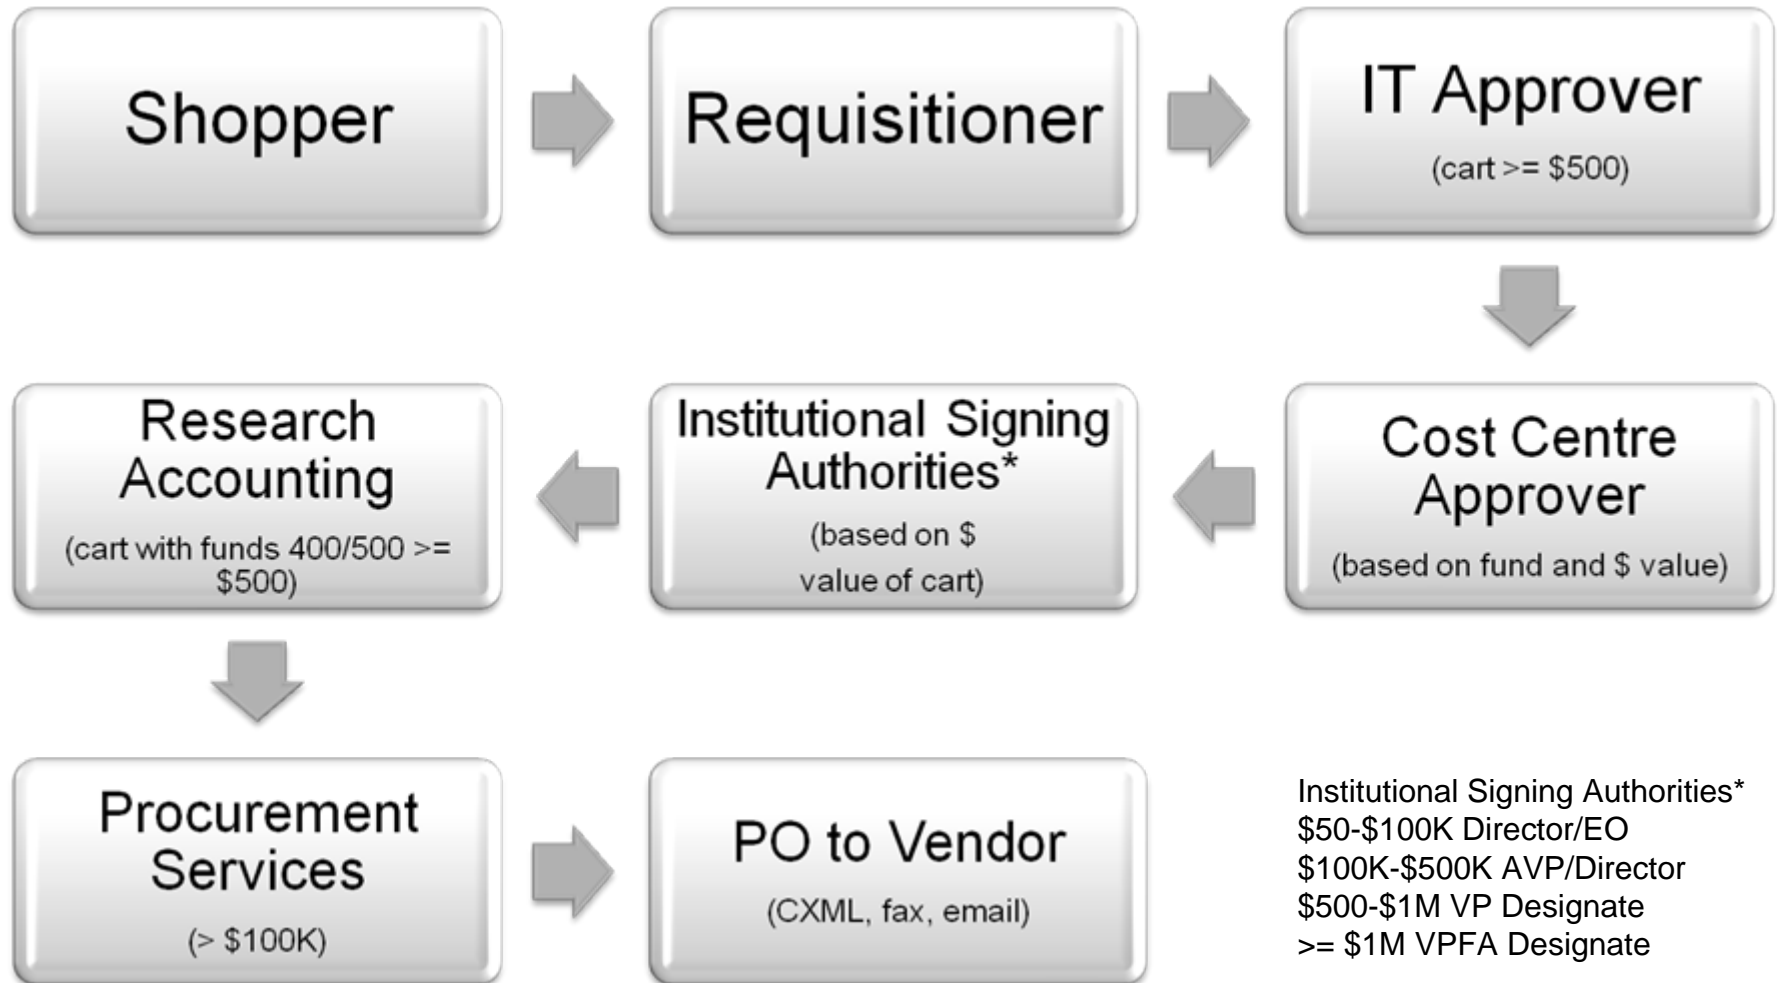 Shopper
Requisitioner
IT Approver
(cart >= $500)
Cost Centre
Approver
(based on fund and $ value)
Institutional Signing
Authorities*
(based on $
value of cart)
Research
Accounting
(cart with funds 400/500 >=
$500)
Procurement
Services
(> $100K)
PO to Vendor
(CXML, fax, email)
Institutional Signing Authorities*
$50-$100K Director/EO
$100K-$500K AVP/Director
$500-$1M VP Designate
>= $1M VPFA Designate